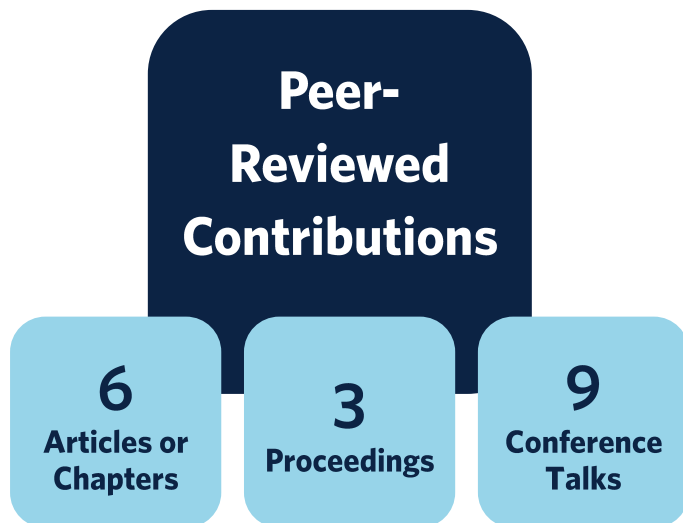 Peer-
Reviewed
Contributions
6
Articles or
Chapters
3
Proceedings
9
Conference
Talks